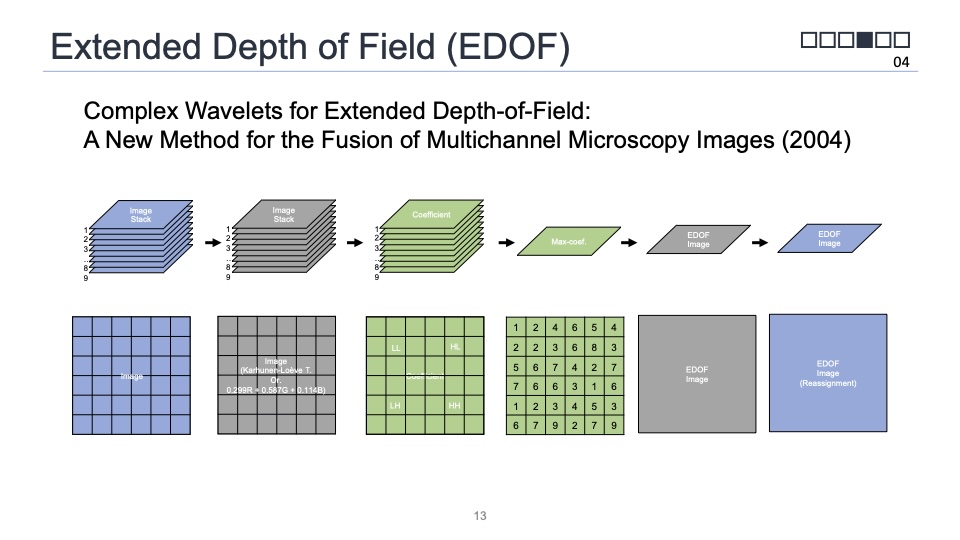 Extended Depth of Field (EDOF)
04
Complex Wavelets for Extended Depth-of-Field:
A New Method for the Fusion of Multichannel Microscopy Images (2004)
Image
Stack
1
2
3
..
8
9
Image
Stack
1
2
3
..
8
9
Coefficient
1
2
3
..
8
9
Max-coef.
EDOF
Image
EDOF
Image
Image
Image
(Karhunen-Loève T.
Or.
0.299R + 0.587G + 0.114B)
LL HL
Coefficient
LH HH
1 2 4 6 5 4
2 2 3 6 8 3
5 6 7 4 2 7
7 6 6 3 1 6
1 2 3 4 5 3
6 7 9 2 7 9
EDOF
Image
EDOF
Image
(Reassignment)
13